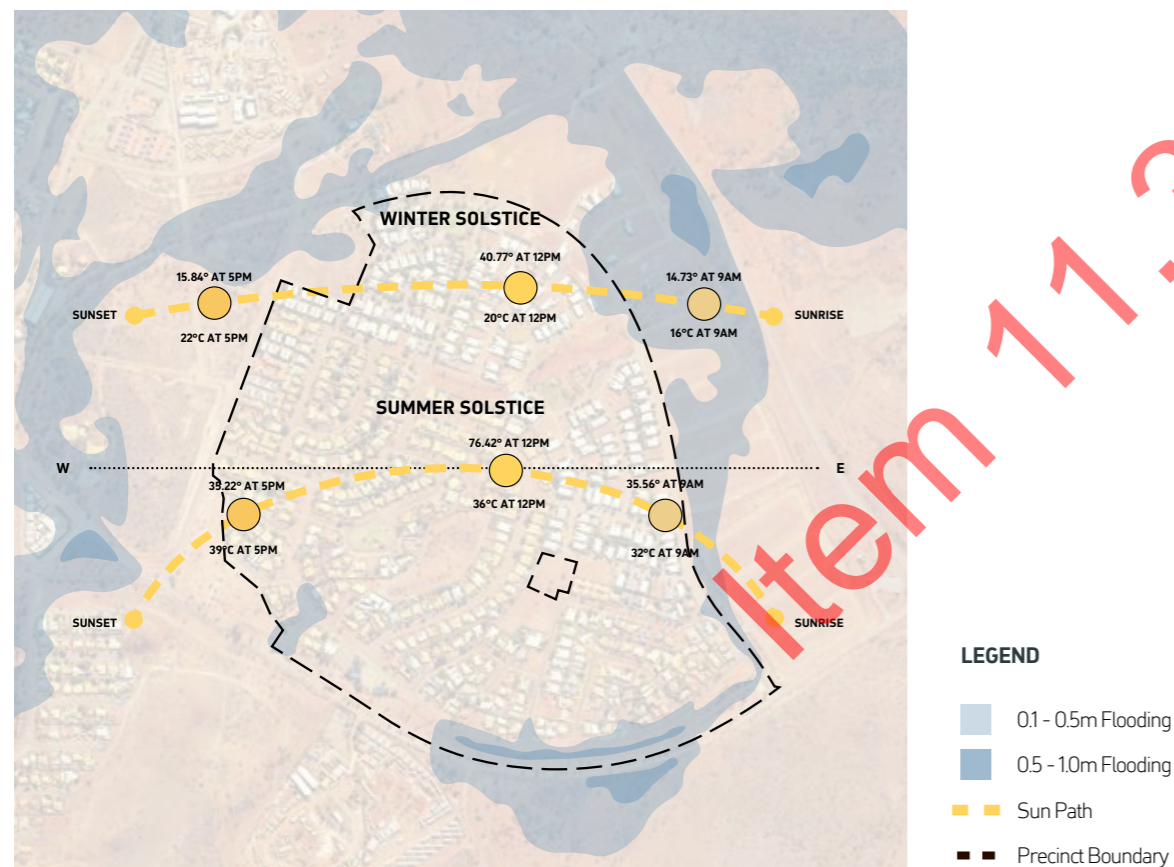 WINTER SOLSTICE
40.77° AT 12PM
15.84° AT 5PM
14.73° AT 9AM
SUNSET
SUNRISE
20°C AT 12PM
22°C AT 5PM
16°C AT 9AM
SUMMER SOLSTICE
76.42° AT 12PM
W
E
35.22° AT 5PM
35.56° AT 9AM
36°C AT 12PM
39°C AT 5PM
32°C AT 9AM
SUNSET
SUNRISE
Item 11.
LEGEND
0.1 - 0.5m Flooding
0.5 - 1.0m Flooding
Sun Path
Precinct Boundary